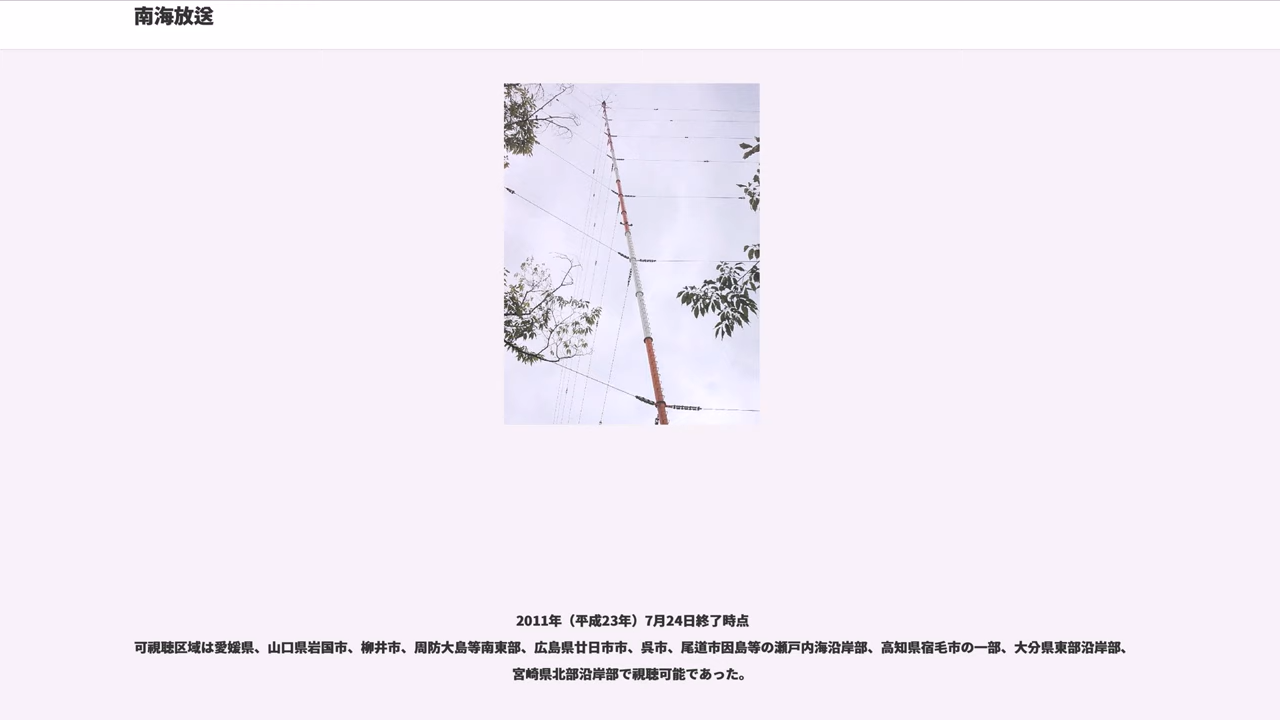 南海放送
2011年（平成23年）7月24日終了時点
可視聴区域は愛媛県、山口県岩国市、柳井市、周防大島等南東部、広島県廿日市市、呉市、尾道市因島等の瀬戸内海沿岸部、高知県宿毛市の一部、大分県東部沿岸部、
宮崎県北部沿岸部で視聴可能であった。